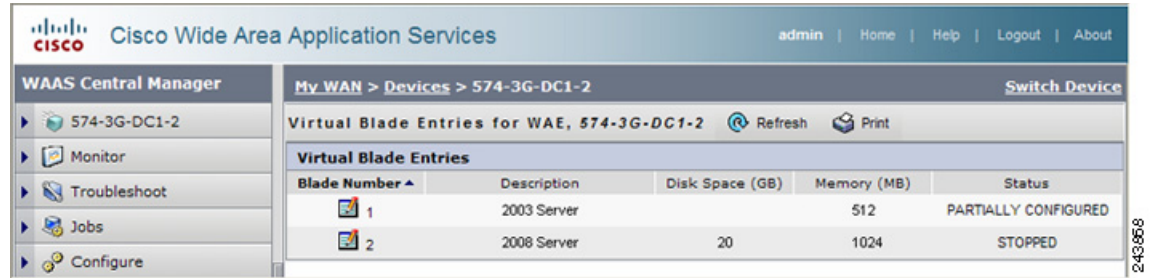 CISCO Cisco Wide Area Application Services admin | Home | Help | Logout | About
WAAS Central Manager
My WAN > Devices > 574-3G-DC1-2 Switch Device
574-3G-DC1-2
Monitor
Troubleshoot
Jobs
Configure
Virtual Blade Entries for WAE, 574-3G-DC1-2 Refresh Print
Virtual Blade Entries
Blade Number Description Disk Space (GB) Memory (MB) Status
1 2003 Server 512 PARTIALLY CONFIGURED
2 2008 Server 20 1024 STOPPED
243858